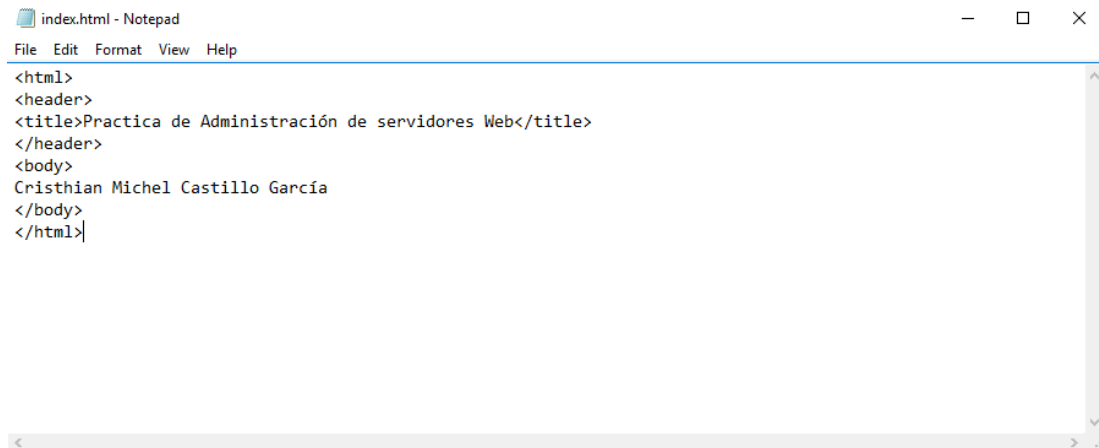 index.html - Notepad
File Edit Format View Help
<html>
<header>
<title>Practica de Administración de servidores Web</title>
</header>
<body>
Cristhian Michel Castillo García
</body>
</html>